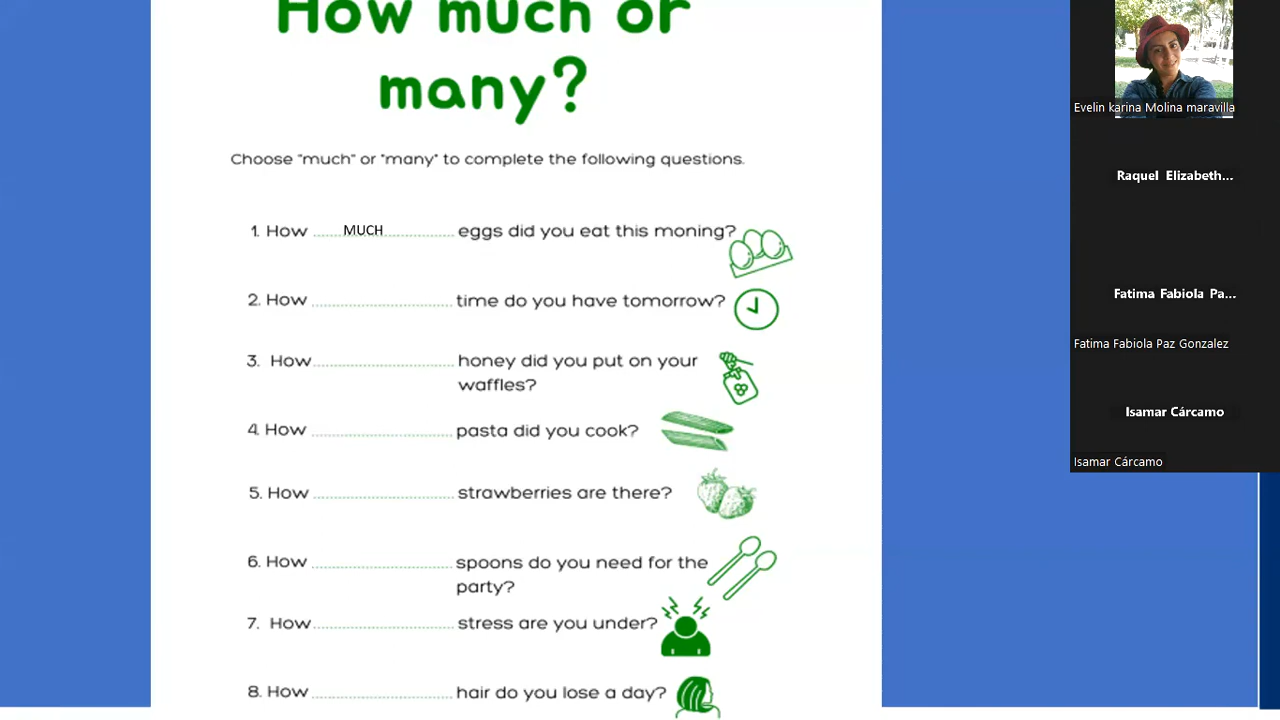 How much or
many?
Choose "much" or "many" to complete the following questions.
1. How ......MUCH...... eggs did you eat this moning?
2. How ............ time do you have tomorrow?
3. How ............ honey did you put on your
waffles?
4. How ............ pasta did you cook?
5. How ............ strawberries are there?
6. How ............ spoons do you need for the
party?
7. How ............ stress are you under?
8. How ............ hair do you lose a day?
Evelin karina Molina maravilla
Raquel Elizabeth...
Fatima Fabiola Pa...
Fatima Fabiola Paz Gonzalez
Isamar Cárcamo
Isamar Cárcamo